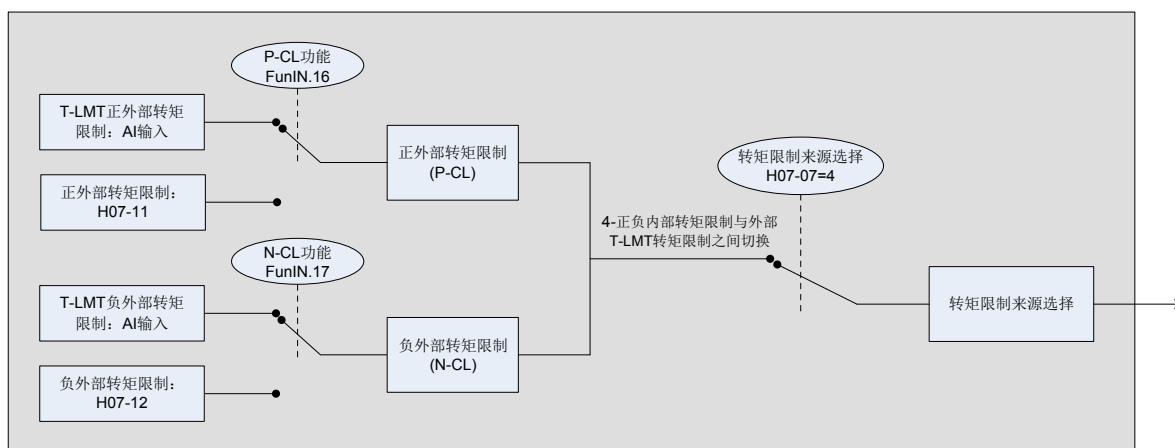 P-CL功能
FunIN.16
T-LMT正外部转矩
限制：AI输入
正外部转矩限制
(P-CL)
正外部转矩限制：
H07-11
转矩限制来源选择
H07-07=4
4-正负内部转矩限制与外部
T-LMT转矩限制之间切换
N-CL功能
FunIN.17
T-LMT负外部转矩
限制：AI输入
负外部转矩限制
(N-CL)
负外部转矩限制：
H07-12
转矩限制来源选择